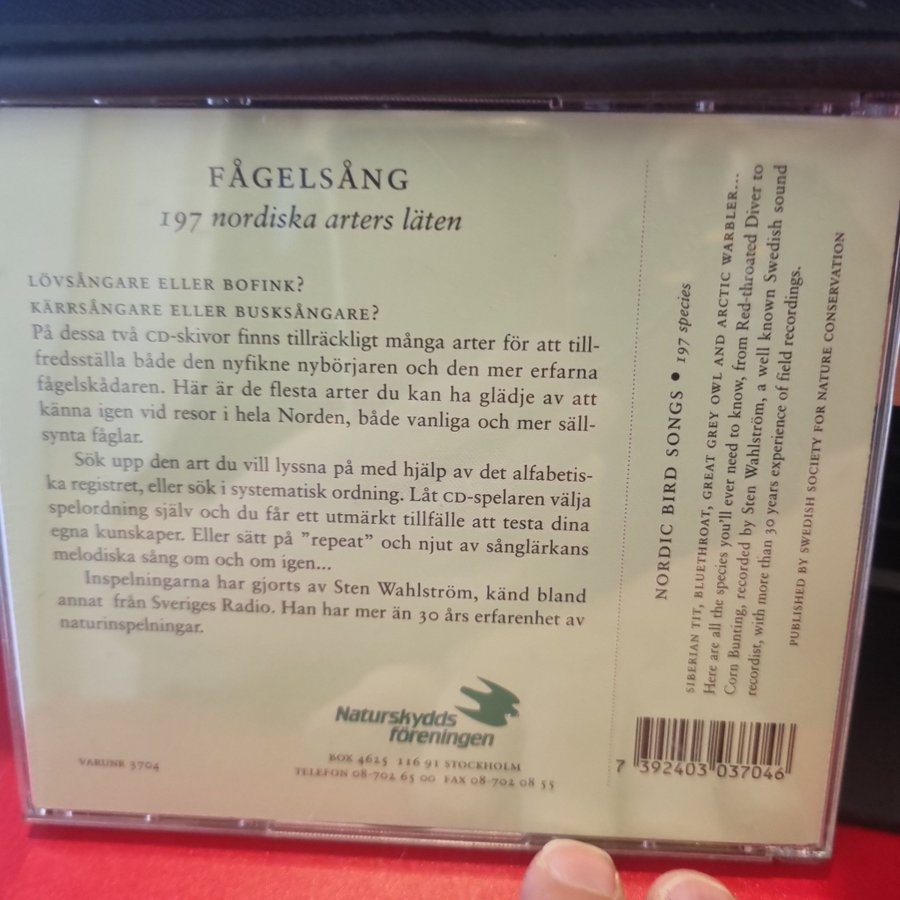 FÅGELSÅNG
197 nordiska arters läten
LÖVSÅNGARE ELLER BOFINK?
KÄRRSÅNGARE ELLER BUSKSÅNGARE?
På dessa två CD-skivor finns tillräckligt många arter för att till-
fredsställa både den nyfikne nybörjaren och den mer erfarna
fågelskådaren. Här är de flesta arter du kan ha glädje av att
känna igen vid resor i hela Norden, både vanliga och mer säll-
synta fåglar.
Sök upp den art du vill lyssna på med hjälp av det alfabetis-
ka registret, eller sök i systematisk ordning. Låt CD-spelaren välja
spelordning själv och du får ett utmärkt tillfälle att testa dina
egna kunskaper. Eller sätt på ”repeat” och njut av sånglärkans
melodiska sång om och om igen...
Inspelningarna har gjorts av Sten Wahlström, känd bland
annat från Sveriges Radio. Han har mer än 30 års erfarenhet av
naturinspelningar.
Naturskydds
föreningen
VARUNR 3704
BOX 4625 116 91 STOCKHOLM
TELEFON 08-702 65 00 FAX 08-702 08 55
NORDIC BIRD SONGS • 197 species
SIBERIAN TIT, BLUETHROAT, GREAT GREY OWL AND ARCTIC WARBLER...
Here are all the species you'll ever need to know, from Red-throated Diver to
Corn Bunting, recorded by Sten Wahlström, a well known Swedish sound
recordist, with more than 30 years experience of field recordings.
PUBLISHED BY SWEDISH SOCIETY FOR NATURE CONSERVATION
7 392403 037046